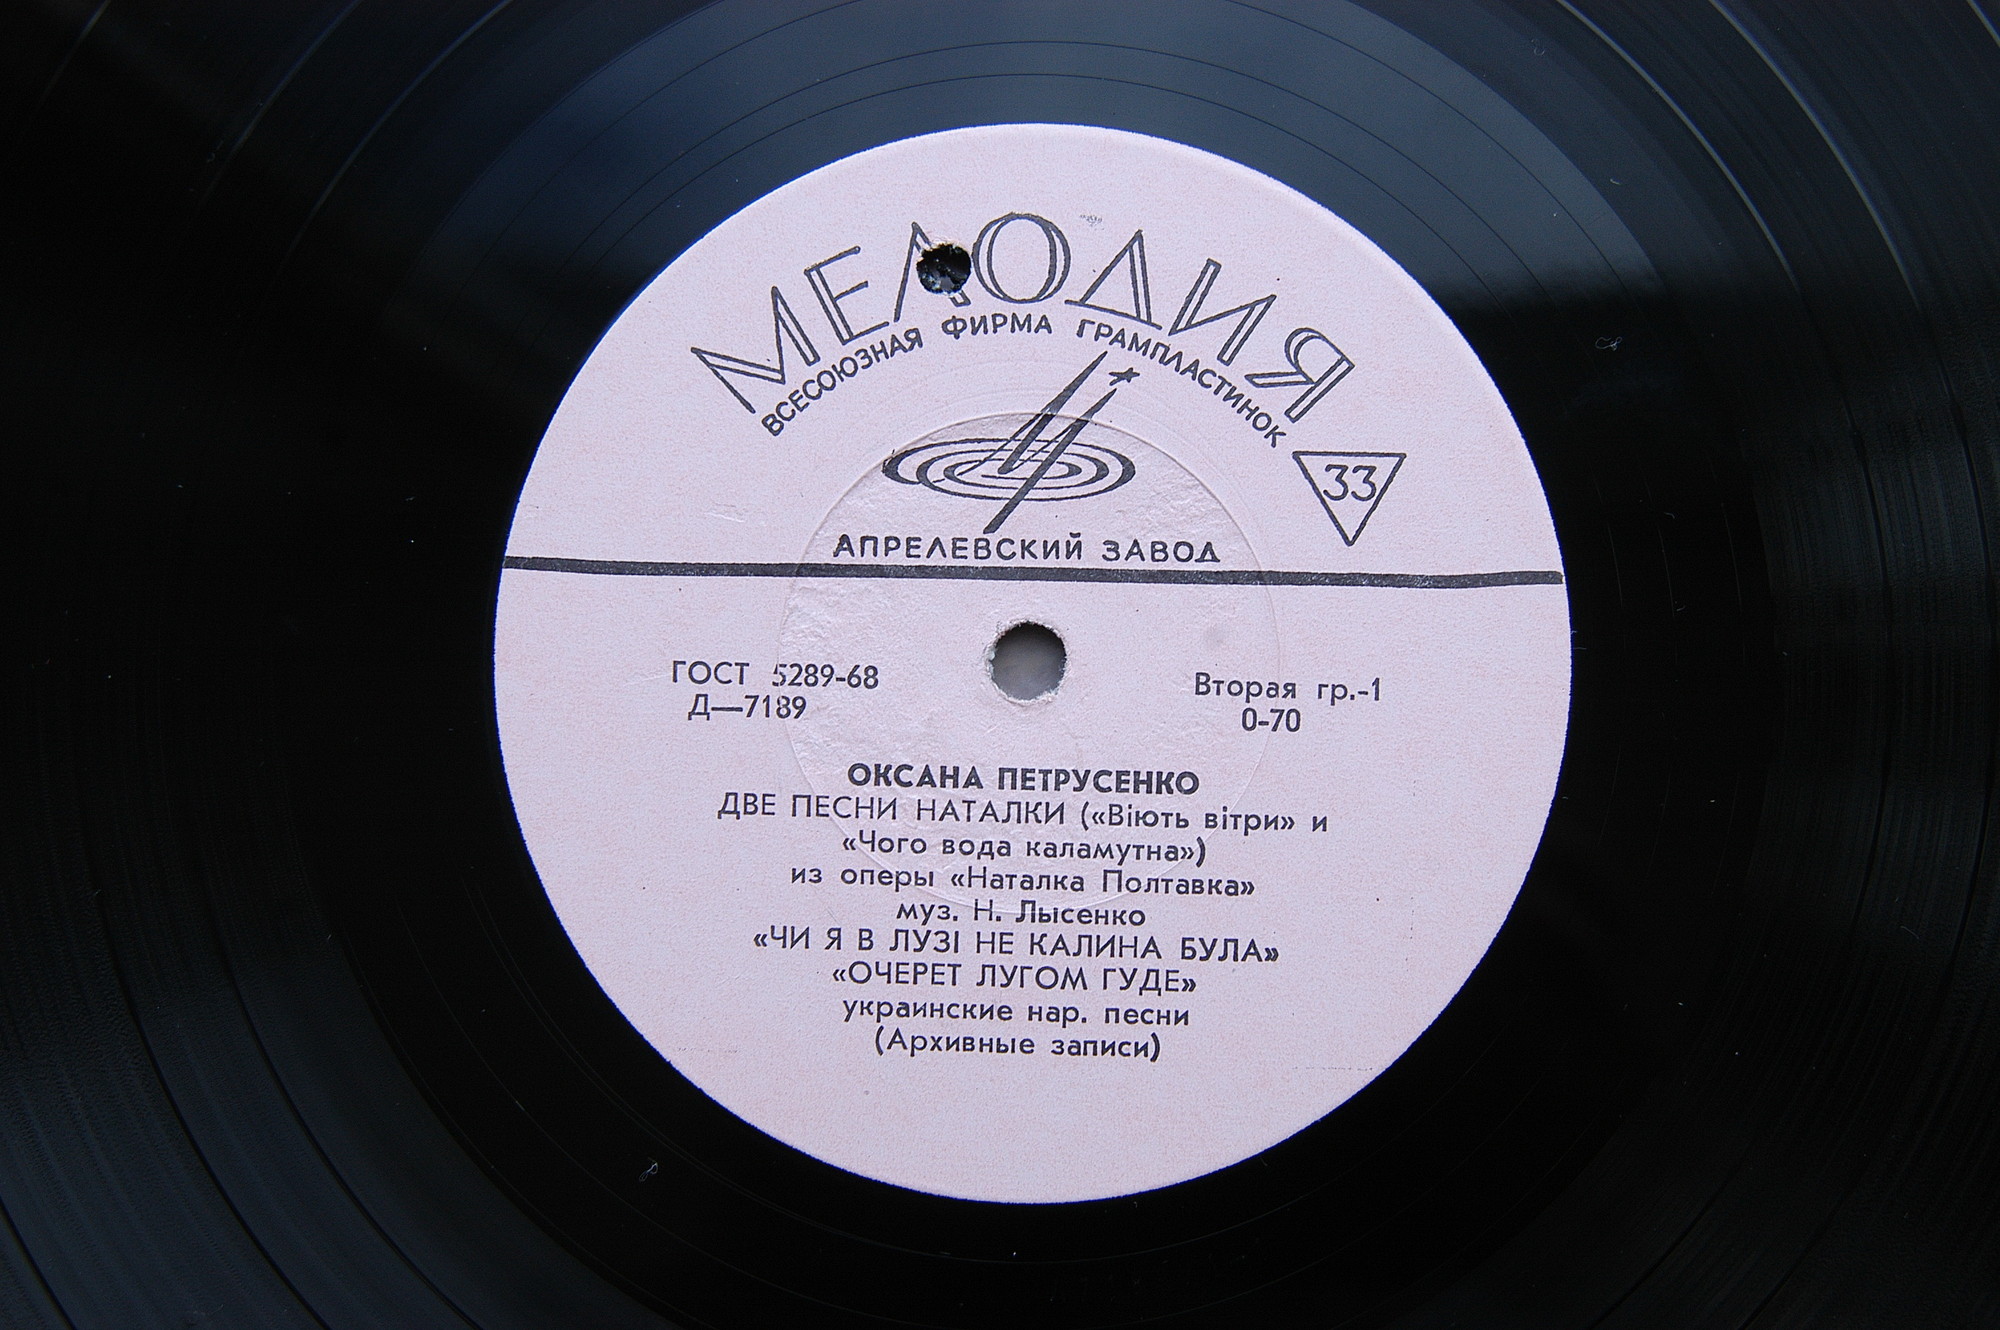 МЕЛОДИЯ
ВСЕСОЮЗНАЯ ФИРМА ГРАМПЛАСТИНОК
33
АПРЕЛЕВСКИЙ ЗАВОД
ГОСТ 5289-68
Д—7189
Вторая гр.-1
0-70
ОКСАНА ПЕТРУСЕНКО
ДВЕ ПЕСНИ НАТАЛКИ («Віють вітри» и
«Чого вода каламутна»)
из оперы «Наталка Полтавка»
муз. Н. Лысенко
«ЧИ Я В ЛУЗІ НЕ КАЛИНА БУЛА»
«ОЧЕРЕТ ЛУГОМ ГУДЕ»
украинские нар. песни
(Архивные записи)